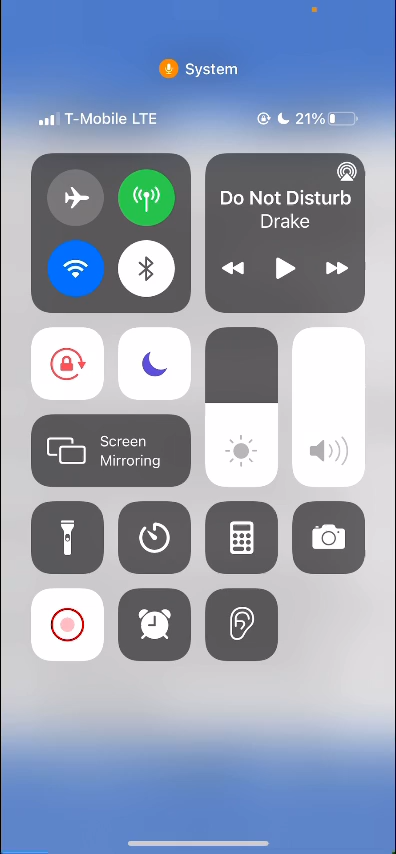 System
T-Mobile LTE
21%
Do Not Disturb
Drake
Screen
Mirroring